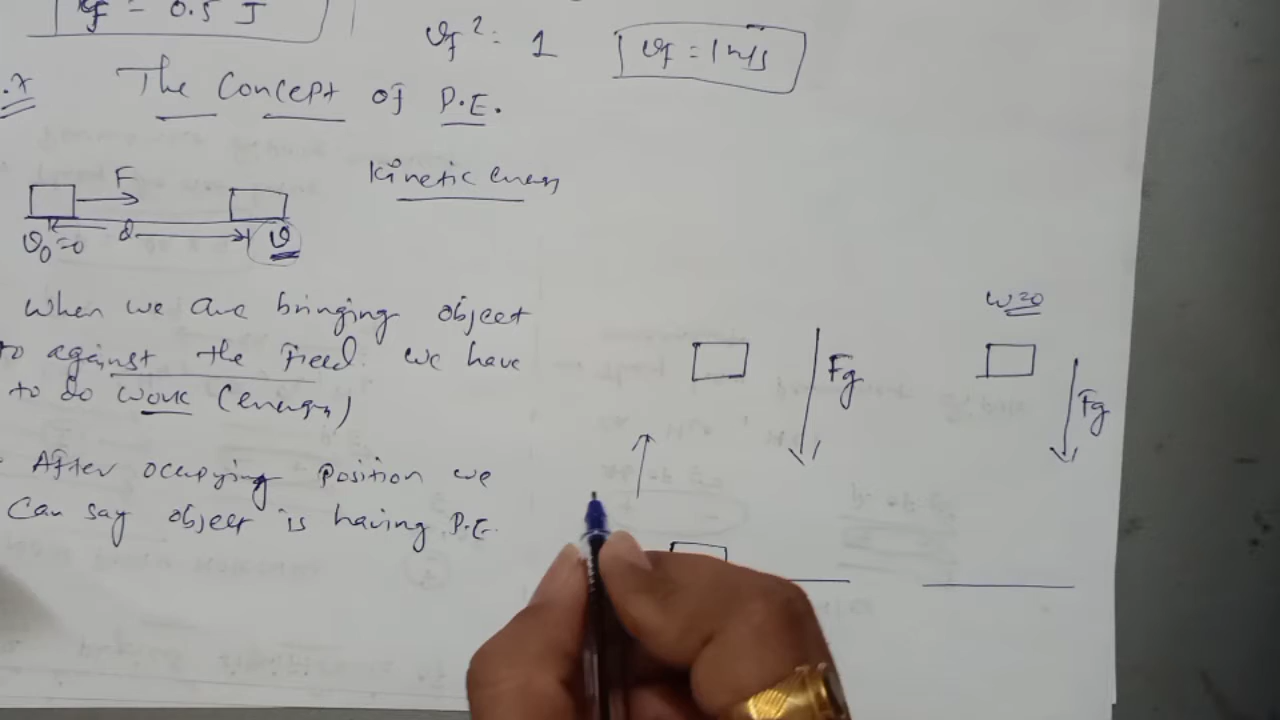 Kf = 0.5 J
vf² = 1
vf = 1 m/s
.x The Concept of P.E.
F
Kinetic energy
v₀=0
d
v
When we are bringing object
to against the Field. we have
to do work (energy)
After occupying position we
Can say object is having P.E.
Fg
w=0
Fg